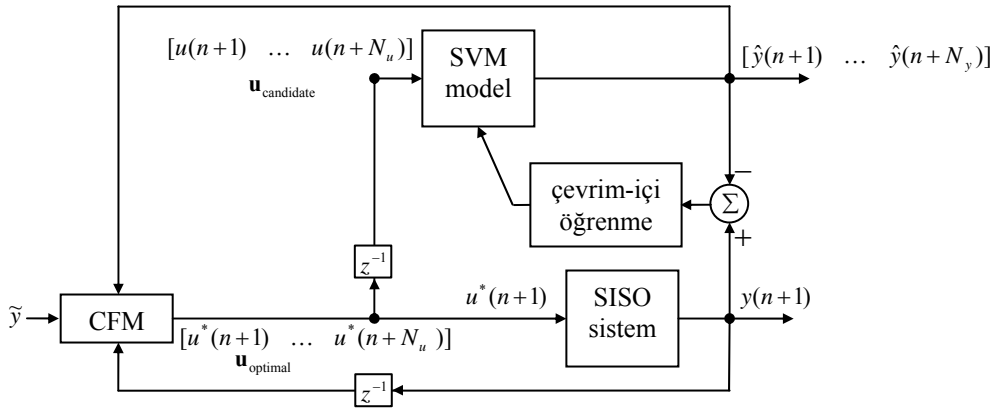 [u(n+1) … u(n+N_u)]
u_candidate
SVM
model
[ŷ(n+1) … ŷ(n+N_y)]
−
çevrim-içi
öğrenme
Σ
+
z⁻¹
ỹ
CFM
[u*(n+1) … u*(n+N_u)]
u_optimal
u*(n+1)
SISO
sistem
y(n+1)
z⁻¹